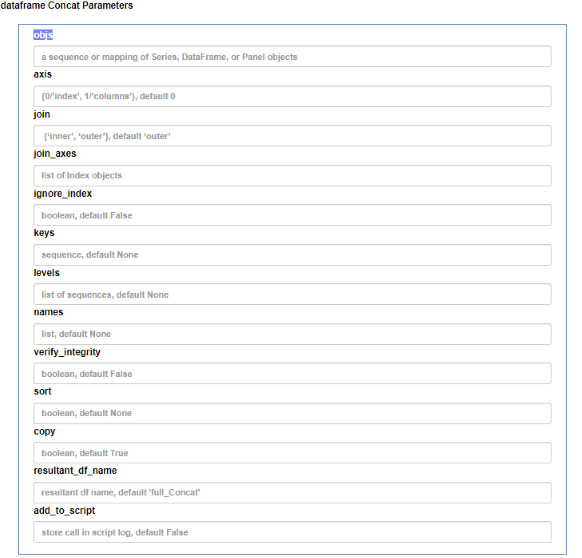 dataframe Concat Parameters
objs
a sequence or mapping of Series, DataFrame, or Panel objects
axis
{0/'index', 1/'columns'}, default 0
join
{'inner', 'outer'}, default 'outer'
join_axes
list of Index objects
ignore_index
boolean, default False
keys
sequence, default None
levels
list of sequences, default None
names
list, default None
verify_integrity
boolean, default False
sort
boolean, default None
copy
boolean, default True
resultant_df_name
resultant df name, default 'full_Concat'
add_to_script
store call in script log, default False